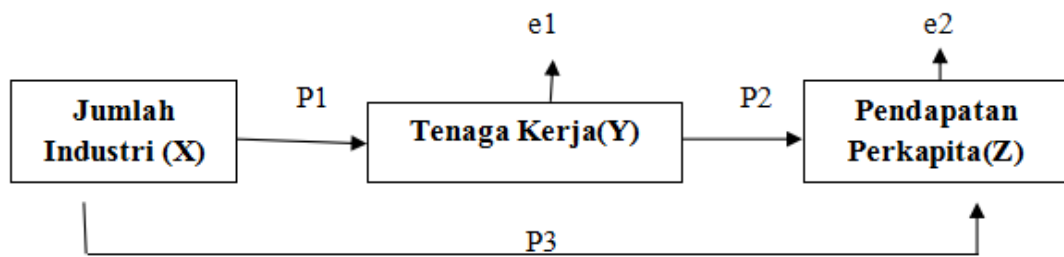 e1
e2
Jumlah
Industri (X)
P1
Tenaga Kerja(Y)
P2
Pendapatan
Perkapita(Z)
P3